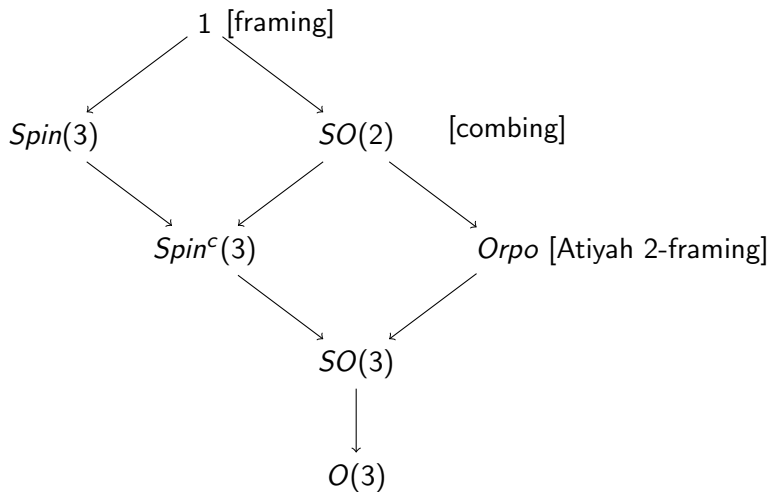 1 [framing]
Spin(3) SO(2) [combing]
Spin^c(3) Orpo [Atiyah 2-framing]
SO(3)
O(3)